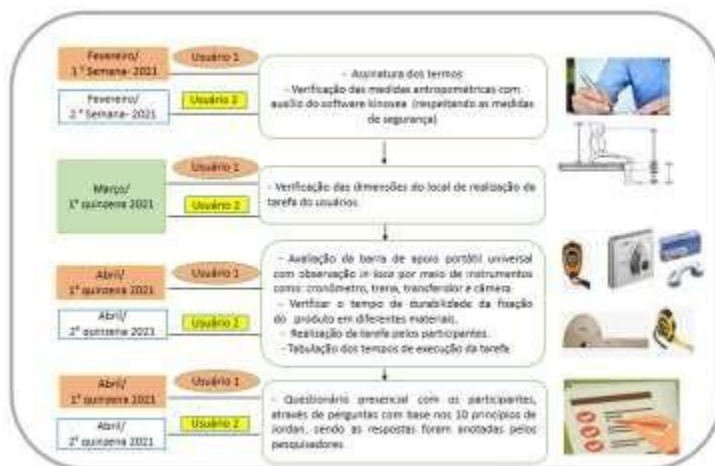 Fevereiro/
1ª Semana- 2021
Usuário 1
Fevereiro/
2ª Semana- 2021
Usuário 2
- Assinatura dos termos
- Verificação das medidas antropométricas com
auxílio do software kinovea (respeitando as medidas
de segurança)
Março/
1ª quinzena 2021
Usuário 1
Usuário 2
- Verificação das dimensões do local de realização da
tarefa do usuários
Abril/
1ª quinzena 2021
Usuário 1
Abril/
2ª quinzena 2021
Usuário 2
- Avaliação da barra de apoio portátil universal
com observação in loco por meio de instrumentos
como: cronômetro, trena, transferidor e câmera.
- Verificar o tempo de durabilidade da fixação
do produto em diferentes materiais.
- Realização da tarefa pelos participantes.
- Tabulação dos tempos de execução da tarefa
Abril/
1ª quinzena 2021
Usuário 1
Abril/
2ª quinzena 2021
Usuário 2
- Questionário presencial com os participantes,
através de perguntas com base nos 10 princípios de
Jordan, sendo as respostas foram anotadas pelos
pesquisadores